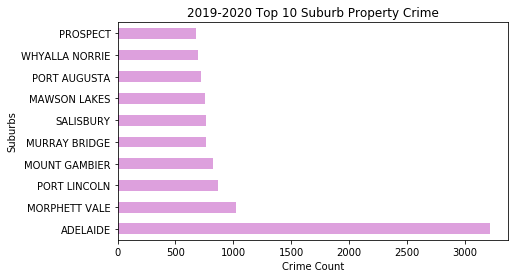 2019-2020 Top 10 Suburb Property Crime
PROSPECT
WHYALLA NORRIE
PORT AUGUSTA
MAWSON LAKES
SALISBURY
MURRAY BRIDGE
MOUNT GAMBIER
PORT LINCOLN
MORPHETT VALE
ADELAIDE
Suburbs
0 500 1000 1500 2000 2500 3000
Crime Count